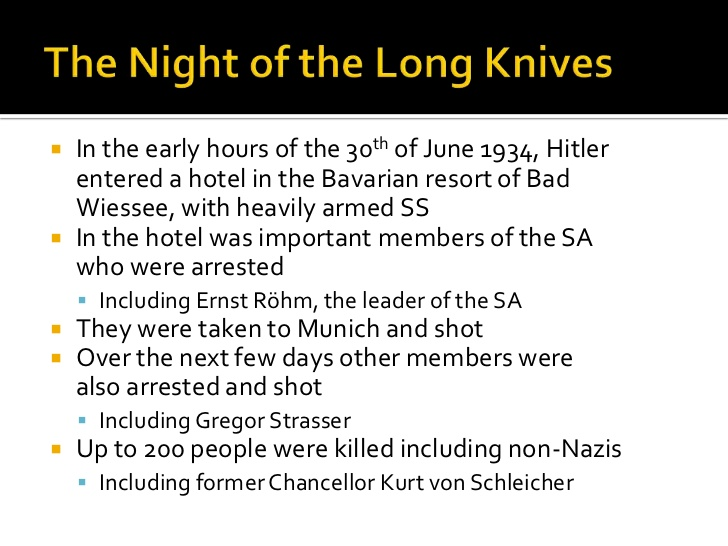 The Night of the Long Knives
In the early hours of the 30th of June 1934, Hitler
entered a hotel in the Bavarian resort of Bad
Wiessee, with heavily armed SS
In the hotel was important members of the SA
who were arrested
Including Ernst Röhm, the leader of the SA
They were taken to Munich and shot
Over the next few days other members were
also arrested and shot
Including Gregor Strasser
Up to 200 people were killed including non-Nazis
Including former Chancellor Kurt von Schleicher